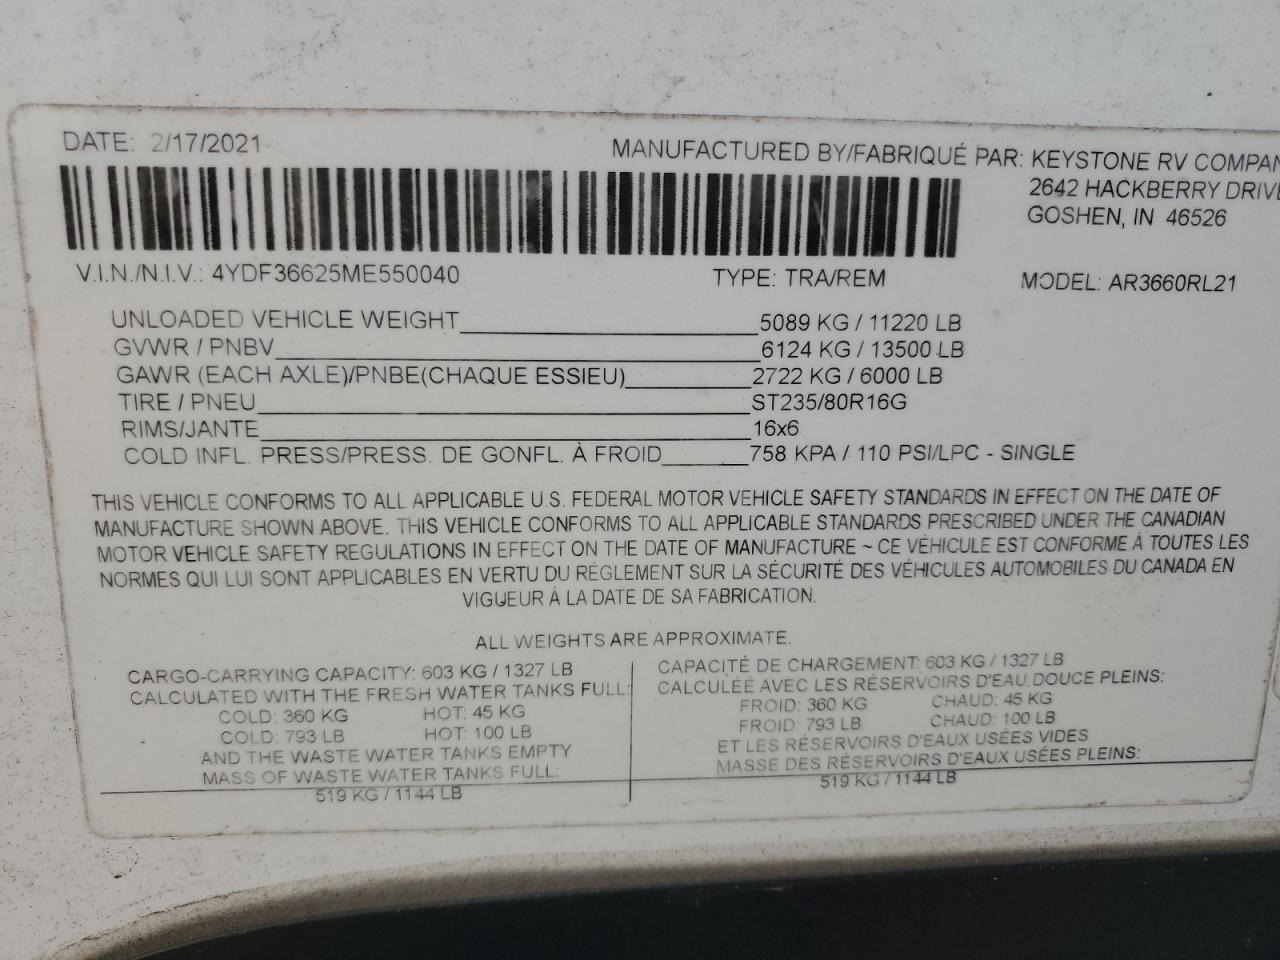 DATE: 2/17/2021
MANUFACTURED BY/FABRIQUÉ PAR: KEYSTONE RV COMPAN
2642 HACKBERRY DRIVE
GOSHEN, IN 46526
V.I.N./N.I.V.: 4YDF36625ME550040 TYPE: TRA/REM MODEL: AR3660RL21
UNLOADED VEHICLE WEIGHT 5089 KG / 11220 LB
GVWR / PNBV 6124 KG / 13500 LB
GAWR (EACH AXLE)/PNBE(CHAQUE ESSIEU) 2722 KG / 6000 LB
TIRE / PNEU ST235/80R16G
RIMS/JANTE 16x6
COLD INFL. PRESS/PRESS. DE GONFL. À FROID 758 KPA / 110 PSI/LPC - SINGLE
THIS VEHICLE CONFORMS TO ALL APPLICABLE U.S. FEDERAL MOTOR VEHICLE SAFETY STANDARDS IN EFFECT ON THE DATE OF
MANUFACTURE SHOWN ABOVE. THIS VEHICLE CONFORMS TO ALL APPLICABLE STANDARDS PRESCRIBED UNDER THE CANADIAN
MOTOR VEHICLE SAFETY REGULATIONS IN EFFECT ON THE DATE OF MANUFACTURE ~ CE VÉHICULE EST CONFORME À TOUTES LES
NORMES QUI LUI SONT APPLICABLES EN VERTU DU RÉGLEMENT SUR LA SÉCURITÉ DES VÉHICULES AUTOMOBILES DU CANADA EN
VIGUEUR À LA DATE DE SA FABRICATION.
ALL WEIGHTS ARE APPROXIMATE.
CARGO-CARRYING CAPACITY: 603 KG / 1327 LB
CALCULATED WITH THE FRESH WATER TANKS FULL:
COLD: 360 KG HOT: 45 KG
COLD: 793 LB HOT: 100 LB
AND THE WASTE WATER TANKS EMPTY
MASS OF WASTE WATER TANKS FULL:
519 KG / 1144 LB
CAPACITÉ DE CHARGEMENT: 603 KG / 1327 LB
CALCULÉE AVEC LES RÉSERVOIRS D'EAU DOUCE PLEINS:
FROID: 360 KG CHAUD: 45 KG
FROID: 793 LB CHAUD: 100 LB
ET LES RÉSERVOIRS D'EAUX USÉES VIDES
MASSE DES RÉSERVOIRS D'EAUX USÉES PLEINS:
519 KG / 1144 LB